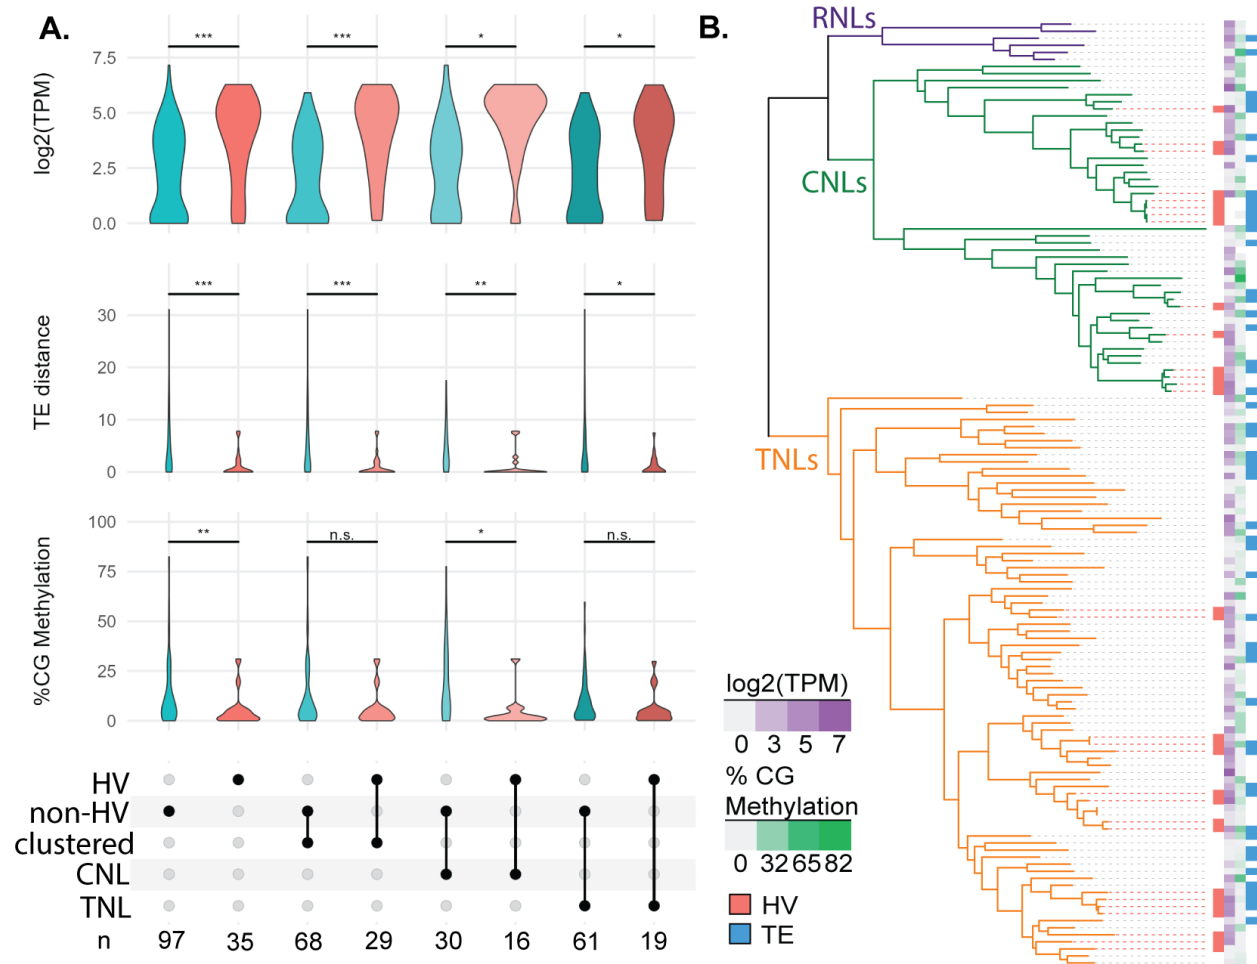 A.
log2(TPM)
7.5
5.0
2.5
0.0
***
***
*
*
TE distance
30
20
10
0
***
***
**
*
%CG Methylation
100
75
50
25
0
**
n.s.
*
n.s.
HV
non-HV
clustered
CNL
TNL
n 97 35 68 29 30 16 61 19
B.
RNLs
CNLs
TNLs
log2(TPM)
0 3 5 7
% CG
Methylation
0 32 65 82
HV
TE